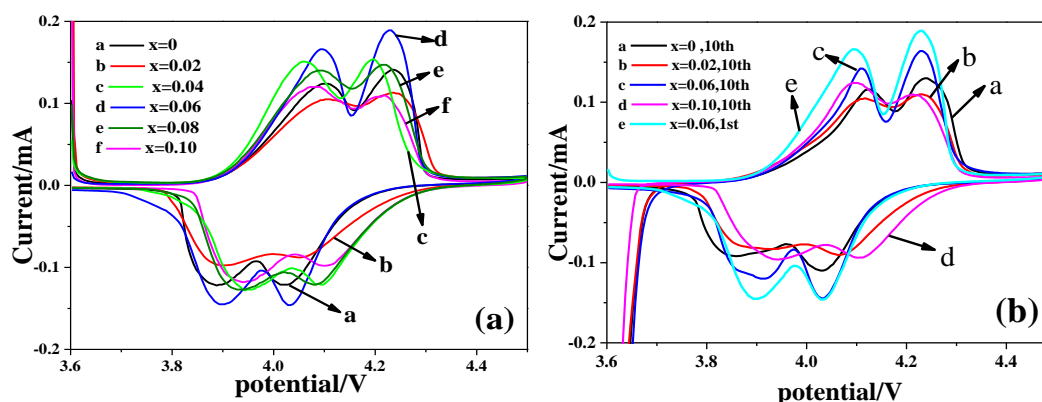 0.2
0.1
0.0
-0.1
-0.2
Current/mA
3.6
3.8
4.0
4.2
4.4
potential/V
a x=0
b x=0.02
c x=0.04
d x=0.06
e x=0.08
f x=0.10
d
e
f
c
b
a
(a)
0.2
0.1
0.0
-0.1
-0.2
Current/mA
3.6
3.8
4.0
4.2
4.4
potential/V
a x=0 ,10th
b x=0.02,10th
c x=0.06,10th
d x=0.10,10th
e x=0.06,1st
c
b
e
a
d
(b)